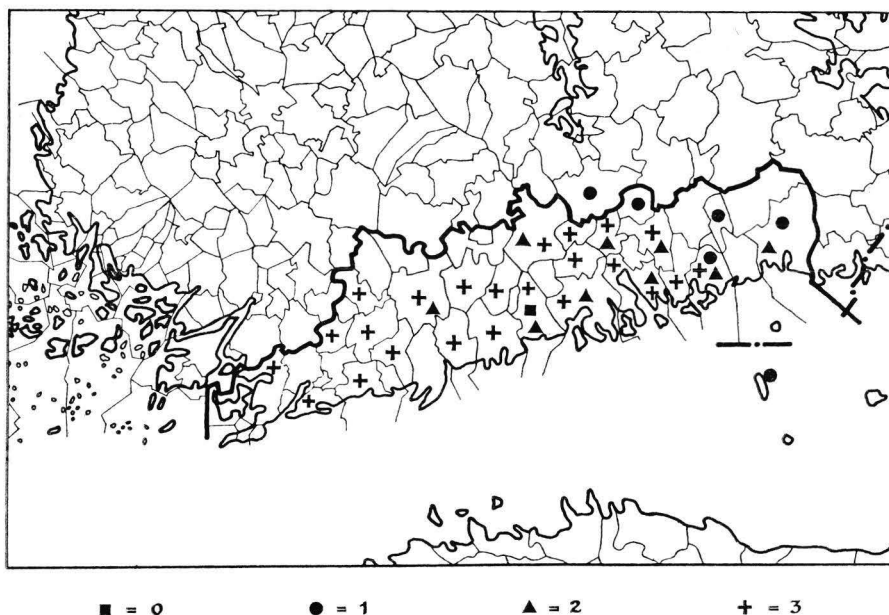 ■ = 0 ● = 1 ▲ = 2 + = 3